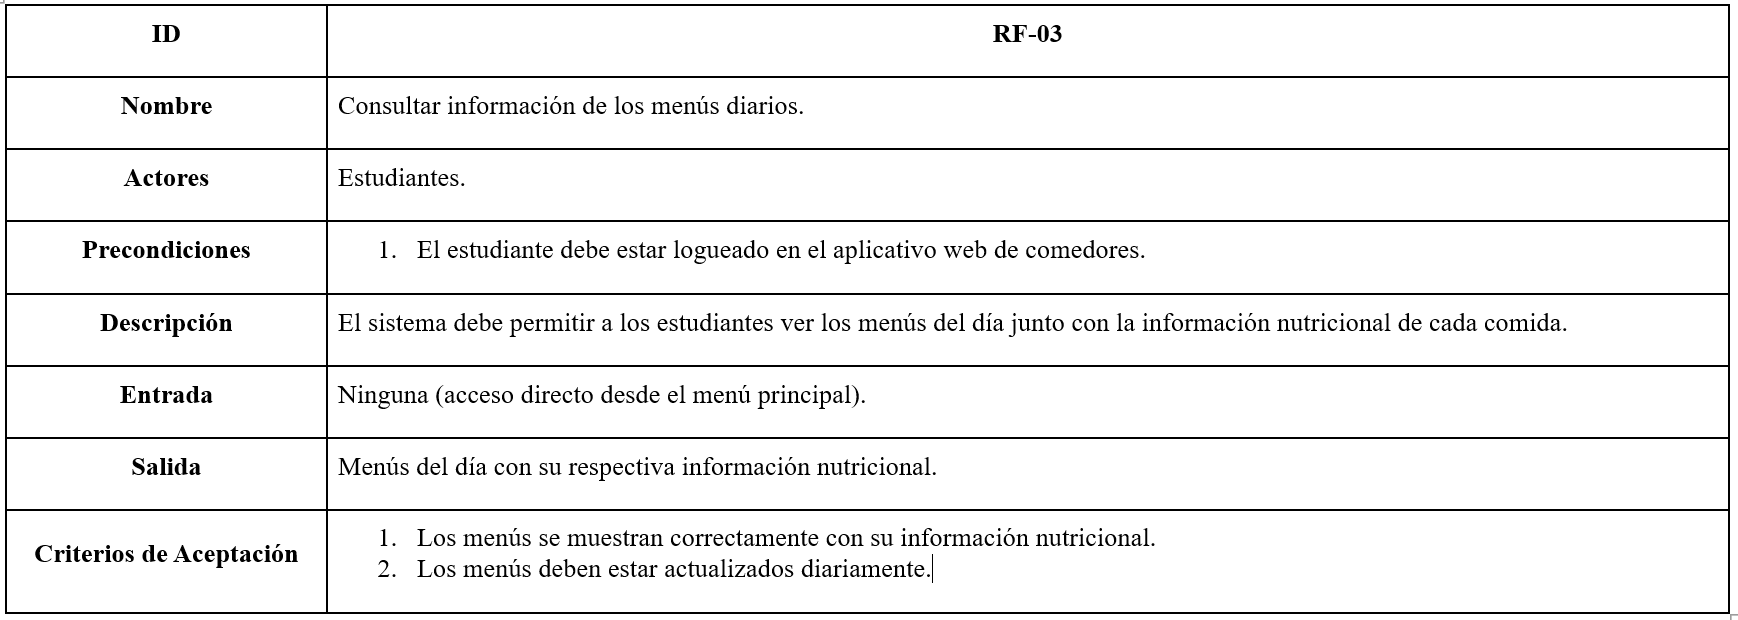 ID
RF-03
Nombre
Consultar información de los menús diarios.
Actores
Estudiantes.
Precondiciones
1. El estudiante debe estar logueado en el aplicativo web de comedores.
Descripción
El sistema debe permitir a los estudiantes ver los menús del día junto con la información nutricional de cada comida.
Entrada
Ninguna (acceso directo desde el menú principal).
Salida
Menús del día con su respectiva información nutricional.
Criterios de Aceptación
1. Los menús se muestran correctamente con su información nutricional.
2. Los menús deben estar actualizados diariamente.